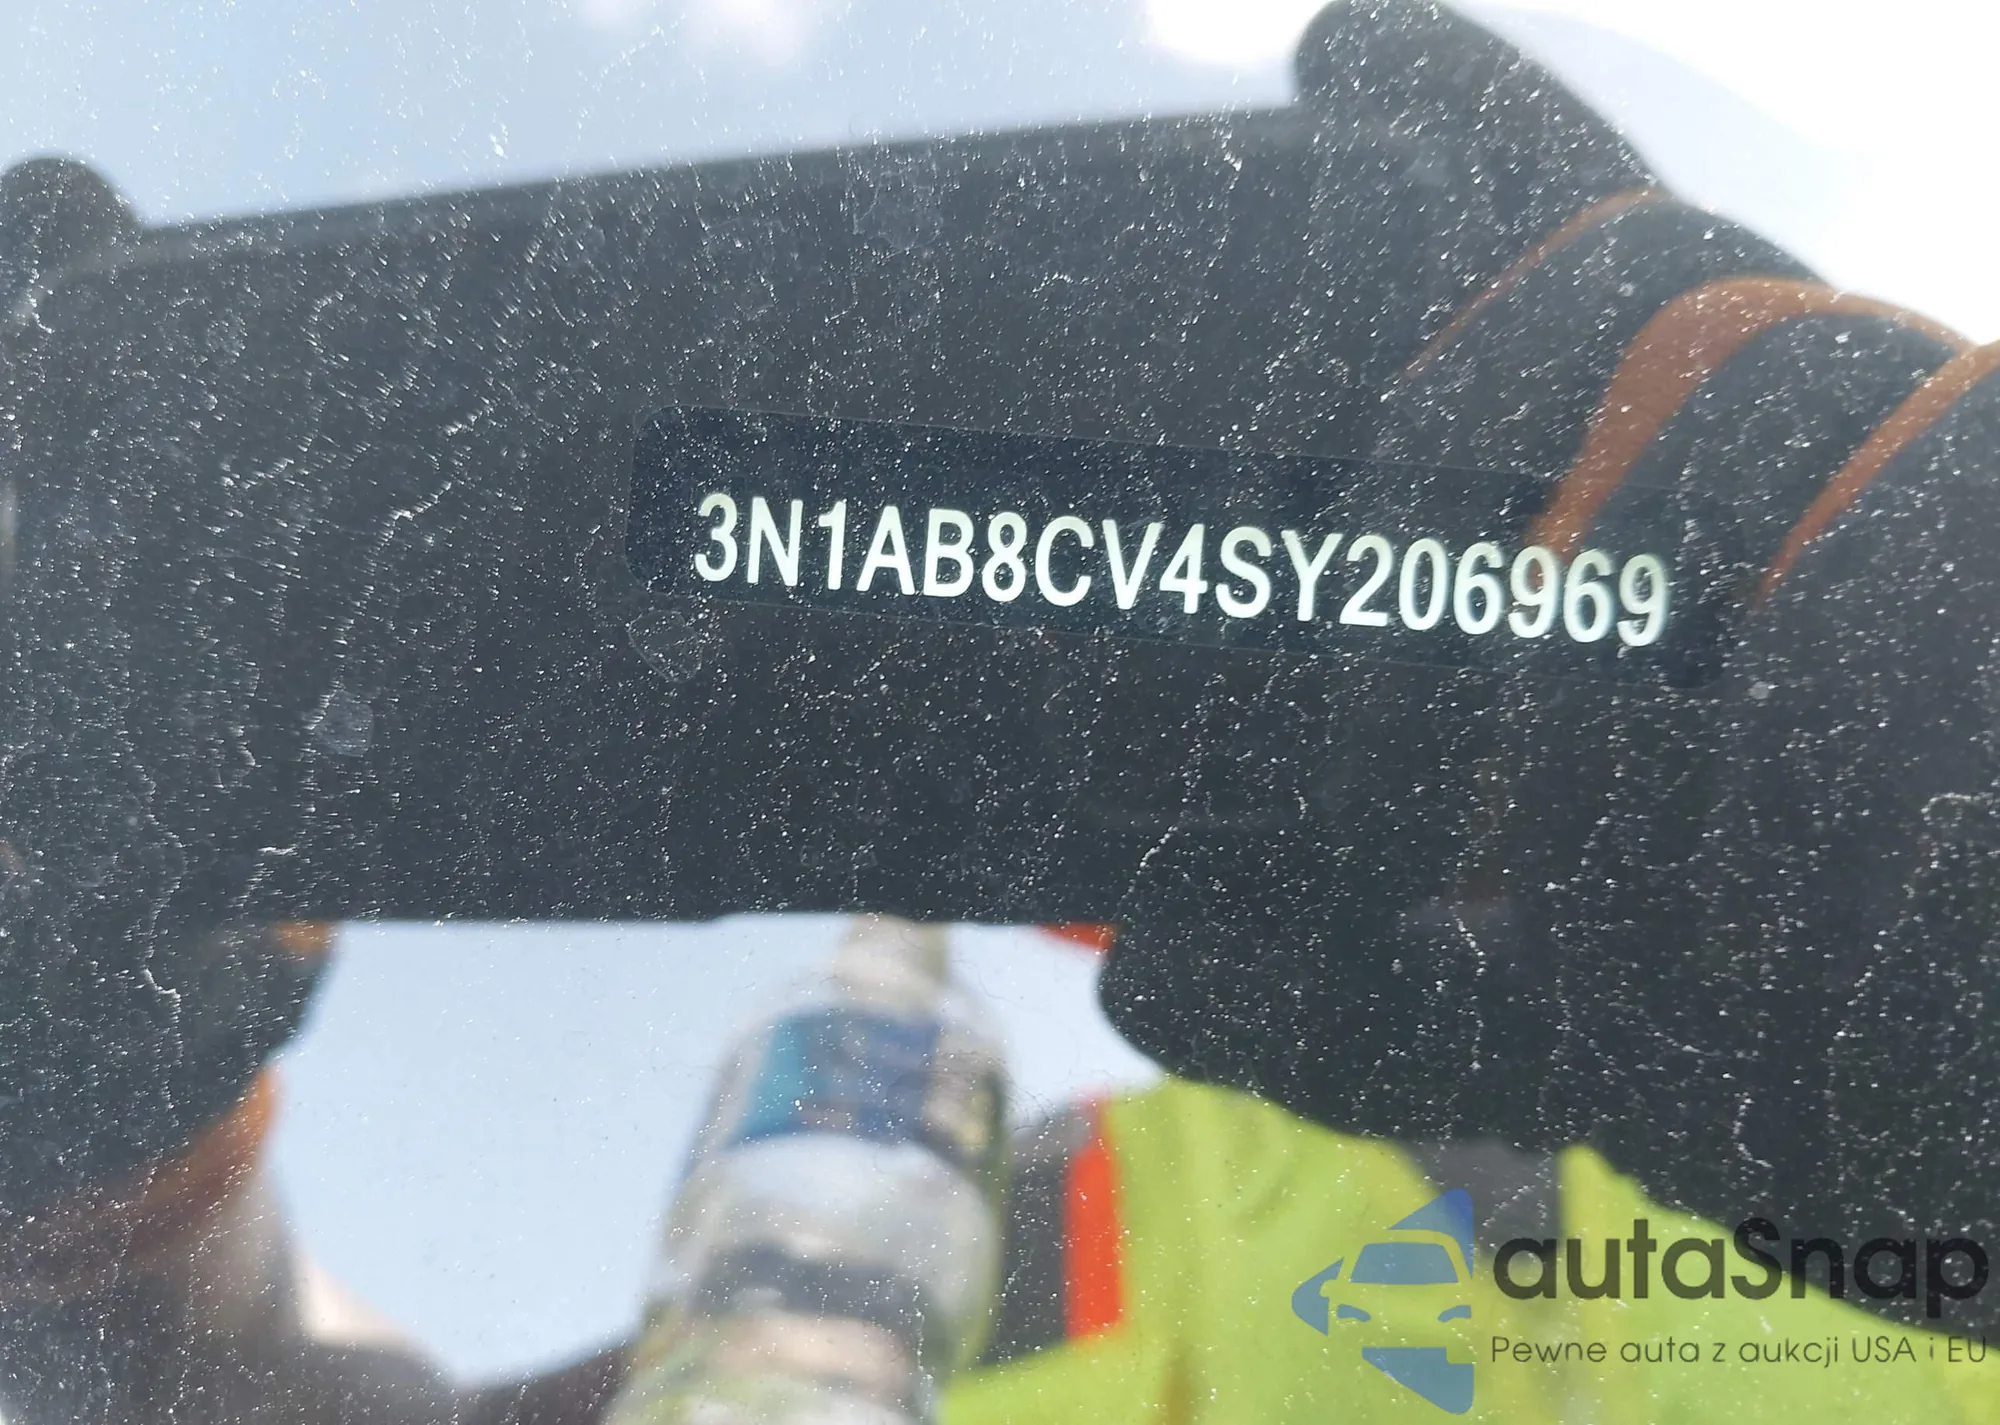 3N1AB8CV4SY206969
autaSnap
Pewne auta z aukcji USA i EU